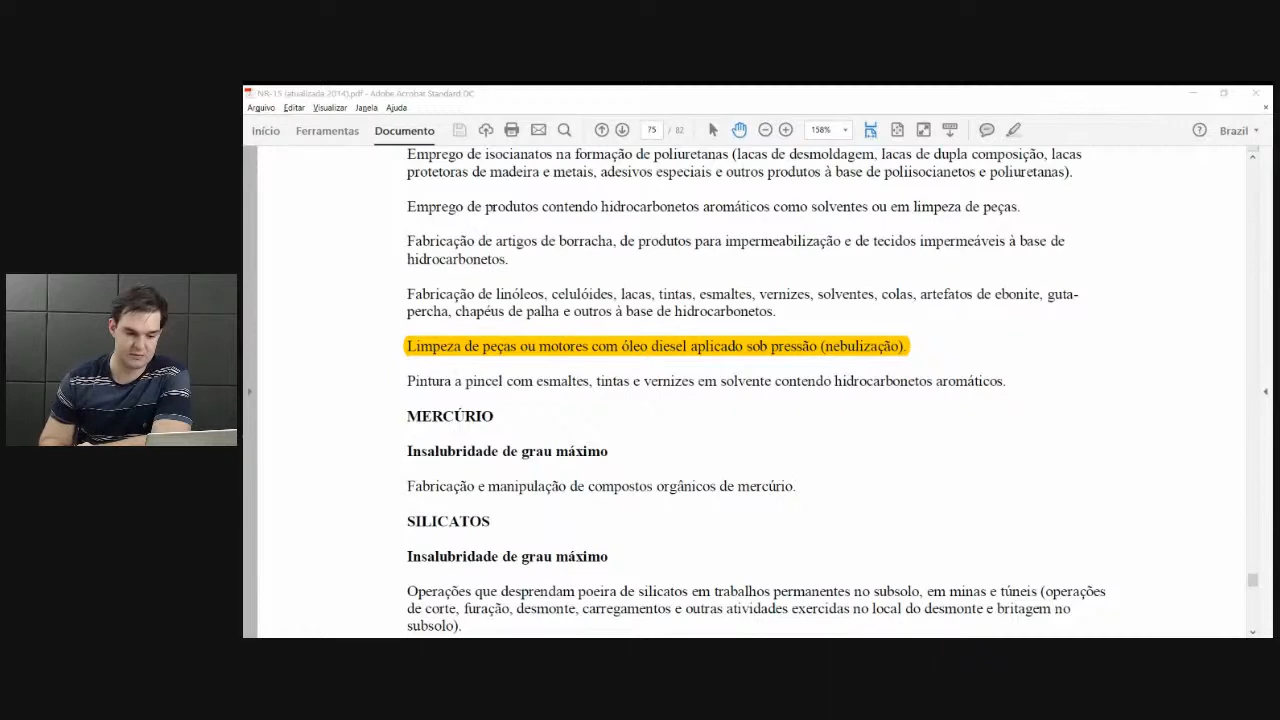 NR-15 (atualizada 2014).pdf - Adobe Acrobat Standard DC
Arquivo Editar Visualizar Janela Ajuda
Início Ferramentas Documento 75 / 82 158% Brazil
Emprego de isocianatos na formação de poliuretanas (lacas de desmoldagem, lacas de dupla composição, lacas
protetoras de madeira e metais, adesivos especiais e outros produtos à base de poliisocianetos e poliuretanas).
Emprego de produtos contendo hidrocarbonetos aromáticos como solventes ou em limpeza de peças.
Fabricação de artigos de borracha, de produtos para impermeabilização e de tecidos impermeáveis à base de
hidrocarbonetos.
Fabricação de linóleos, celulóides, lacas, tintas, esmaltes, vernizes, solventes, colas, artefatos de ebonite, guta-
percha, chapéus de palha e outros à base de hidrocarbonetos.
Limpeza de peças ou motores com óleo diesel aplicado sob pressão (nebulização).
Pintura a pincel com esmaltes, tintas e vernizes em solvente contendo hidrocarbonetos aromáticos.
MERCÚRIO
Insalubridade de grau máximo
Fabricação e manipulação de compostos orgânicos de mercúrio.
SILICATOS
Insalubridade de grau máximo
Operações que desprendam poeira de silicatos em trabalhos permanentes no subsolo, em minas e túneis (operações
de corte, furação, desmonte, carregamentos e outras atividades exercidas no local do desmonte e britagem no
subsolo).